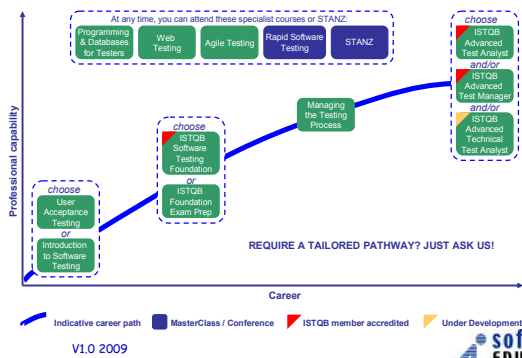 At any time, you can attend these specialist courses or STANZ:
Programming
& Databases
for Testers
Web
Testing
Agile Testing
Rapid Software
Testing
STANZ
choose
ISTQB
Advanced
Test Analyst
and/or
ISTQB
Advanced
Test Manager
and/or
ISTQB
Advanced
Technical
Test Analyst
Managing
the Testing
Process
choose
ISTQB
Software
Testing
Foundation
or
ISTQB
Foundation
Exam Prep
choose
User
Acceptance
Testing
or
Introduction
to Software
Testing
Professional capability
REQUIRE A TAILORED PATHWAY? JUST ASK US!
Career
Indicative career path
MasterClass / Conference
ISTQB member accredited
Under Development
V1.0 2009